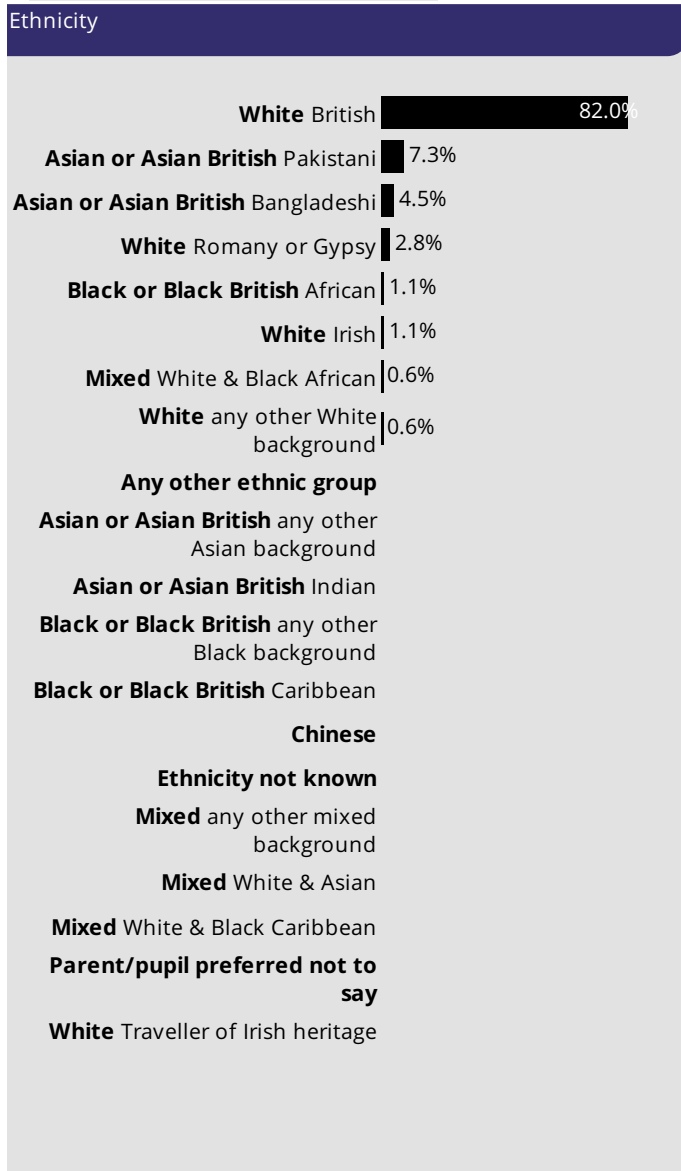 Ethnicity
White British 82.0%
Asian or Asian British Pakistani 7.3%
Asian or Asian British Bangladeshi 4.5%
White Romany or Gypsy 2.8%
Black or Black British African 1.1%
White Irish 1.1%
Mixed White & Black African 0.6%
White any other White
background 0.6%
Any other ethnic group
Asian or Asian British any other
Asian background
Asian or Asian British Indian
Black or Black British any other
Black background
Black or Black British Caribbean
Chinese
Ethnicity not known
Mixed any other mixed
background
Mixed White & Asian
Mixed White & Black Caribbean
Parent/pupil preferred not to
say
White Traveller of Irish heritage